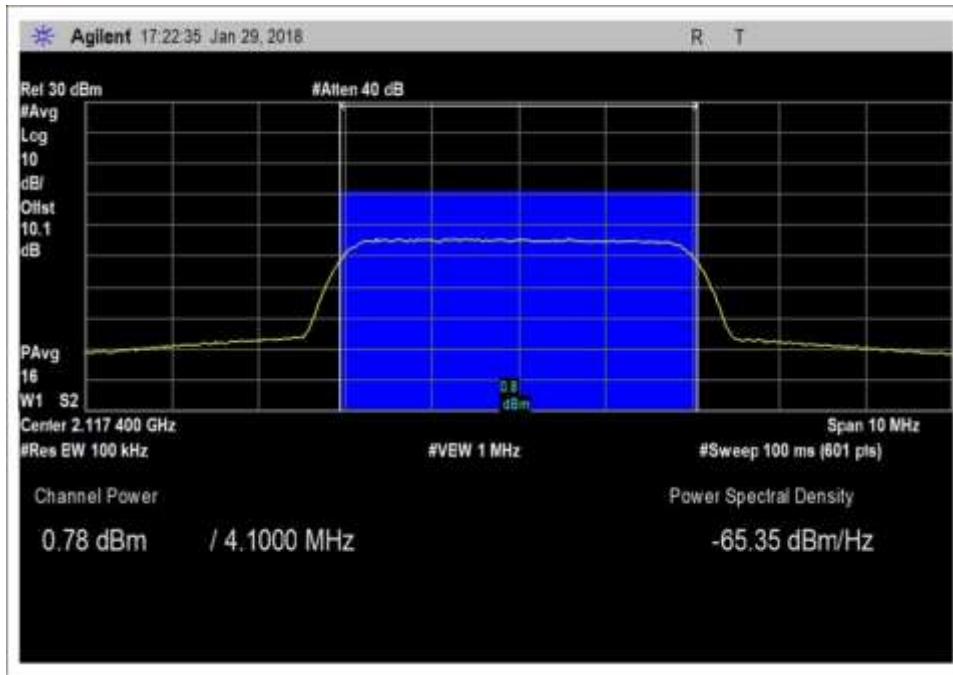 Agilent 17:22:35 Jan 29, 2018 R T
Ref 30 dBm #Atten 40 dB
#Avg
Log
10
dB/
Offst
10.1
dB
PAvg
16
W1 S2
0.8
dBm
Center 2.117 400 GHz Span 10 MHz
#Res BW 100 kHz #VBW 1 MHz #Sweep 100 ms (601 pts)
Channel Power Power Spectral Density
0.78 dBm / 4.1000 MHz -65.35 dBm/Hz